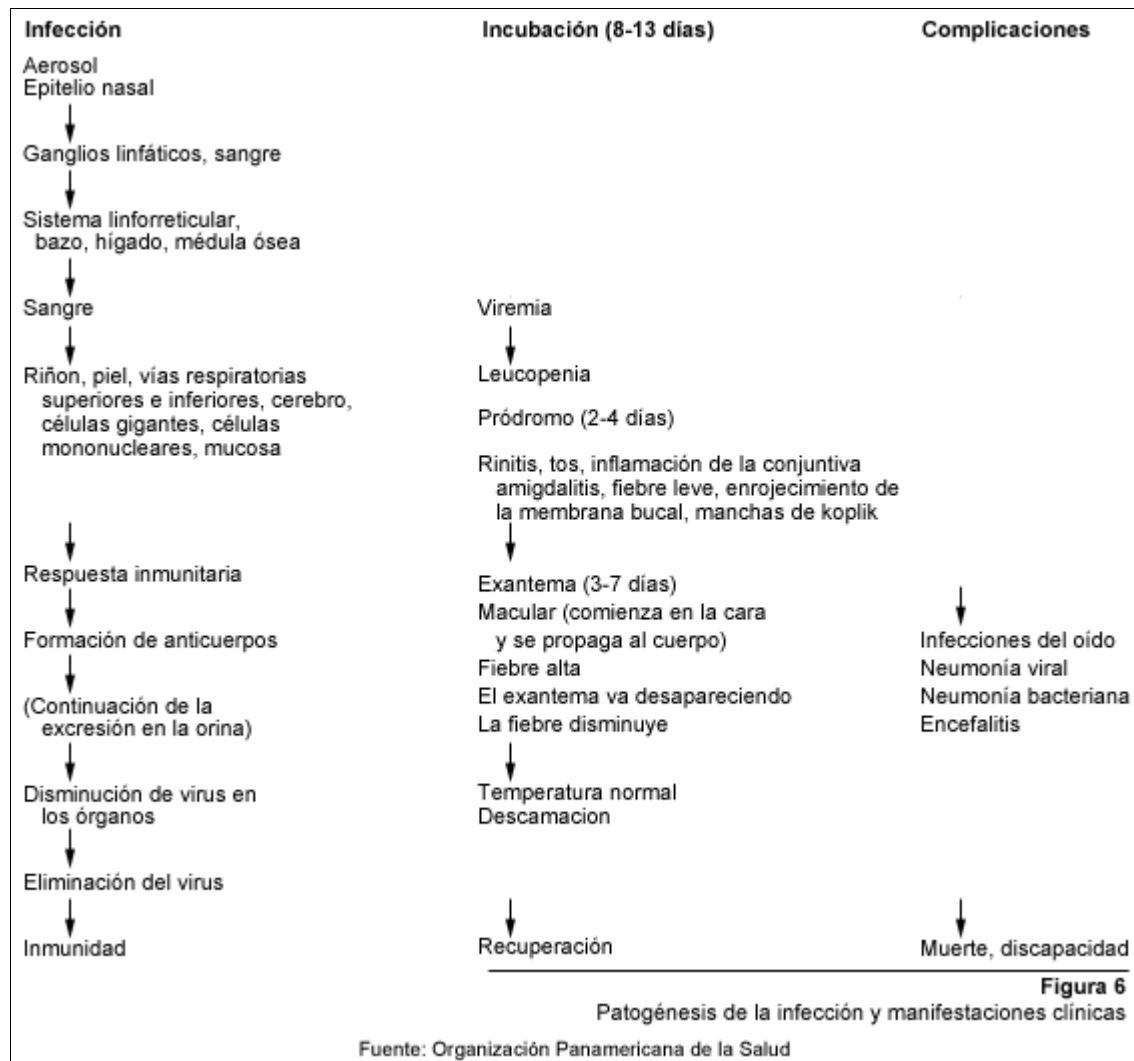 Infección
Aerosol
Epitelio nasal
Ganglios linfáticos, sangre
Sistema linforreticular,
bazo, hígado, médula ósea
Sangre
Riñon, piel, vías respiratorias
superiores e inferiores, cerebro,
células gigantes, células
mononucleares, mucosa
Respuesta inmunitaria
Formación de anticuerpos
(Continuación de la
excresión en la orina)
Disminución de virus en
los órganos
Eliminación del virus
Inmunidad
Incubación (8-13 días)
Viremia
Leucopenia
Pródromo (2-4 días)
Rinitis, tos, inflamación de la conjuntiva
amigdalitis, fiebre leve, enrojecimiento de
la membrana bucal, manchas de koplik
Exantema (3-7 días)
Macular (comienza en la cara
y se propaga al cuerpo)
Fiebre alta
El exantema va desapareciendo
La fiebre disminuye
Temperatura normal
Descamacion
Recuperación
Complicaciones
Infecciones del oído
Neumonía viral
Neumonía bacteriana
Encefalitis
Muerte, discapacidad
Figura 6
Patogénesis de la infección y manifestaciones clínicas
Fuente: Organización Panamericana de la Salud